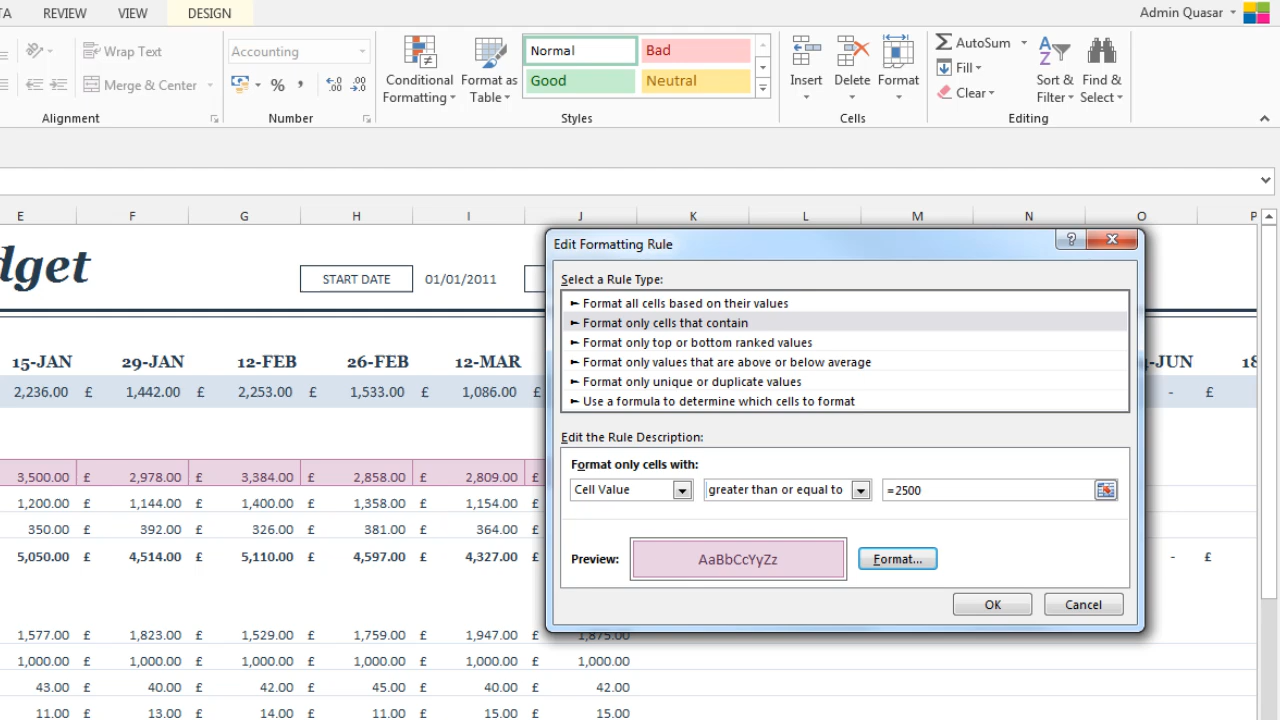 TA REVIEW VIEW DESIGN Admin Quasar
Wrap Text Accounting Normal Bad AutoSum
Conditional Formatting Format as Table Insert Delete Format Fill Sort & Filter Find & Select
Merge & Center % , .00 Good Neutral Clear
Alignment Number Styles Cells Editing
E F G H I J K L M N O P
dget START DATE 01/01/2011
15-JAN 29-JAN 12-FEB 26-FEB 12-MAR -JUN 18
2,236.00 £ 1,442.00 £ 2,253.00 £ 1,533.00 £ 1,086.00 £ - £
3,500.00 £ 2,978.00 £ 3,384.00 £ 2,858.00 £ 2,809.00 £
1,200.00 £ 1,144.00 £ 1,400.00 £ 1,358.00 £ 1,154.00 £
350.00 £ 392.00 £ 326.00 £ 381.00 £ 364.00 £
5,050.00 £ 4,514.00 £ 5,110.00 £ 4,597.00 £ 4,327.00 £ - £
1,577.00 £ 1,823.00 £ 1,529.00 £ 1,759.00 £ 1,947.00 £ 1,875.00
1,000.00 £ 1,000.00 £ 1,000.00 £ 1,000.00 £ 1,000.00 £ 1,000.00
43.00 £ 40.00 £ 42.00 £ 45.00 £ 40.00 £ 42.00
11.00 £ 13.00 £ 14.00 £ 11.00 £ 15.00 £ 15.00
Edit Formatting Rule ?
Select a Rule Type:
► Format all cells based on their values
► Format only cells that contain
► Format only top or bottom ranked values
► Format only values that are above or below average
► Format only unique or duplicate values
► Use a formula to determine which cells to format
Edit the Rule Description:
Format only cells with:
Cell Value greater than or equal to =2500
Preview: AaBbCcYyZz Format...
OK Cancel